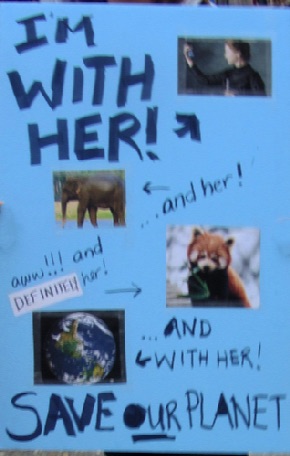 I'M
WITH
HER!
...and her!
aww!!! and
DEFINITELY her!
...AND
WITH HER!
SAVE OUR PLANET